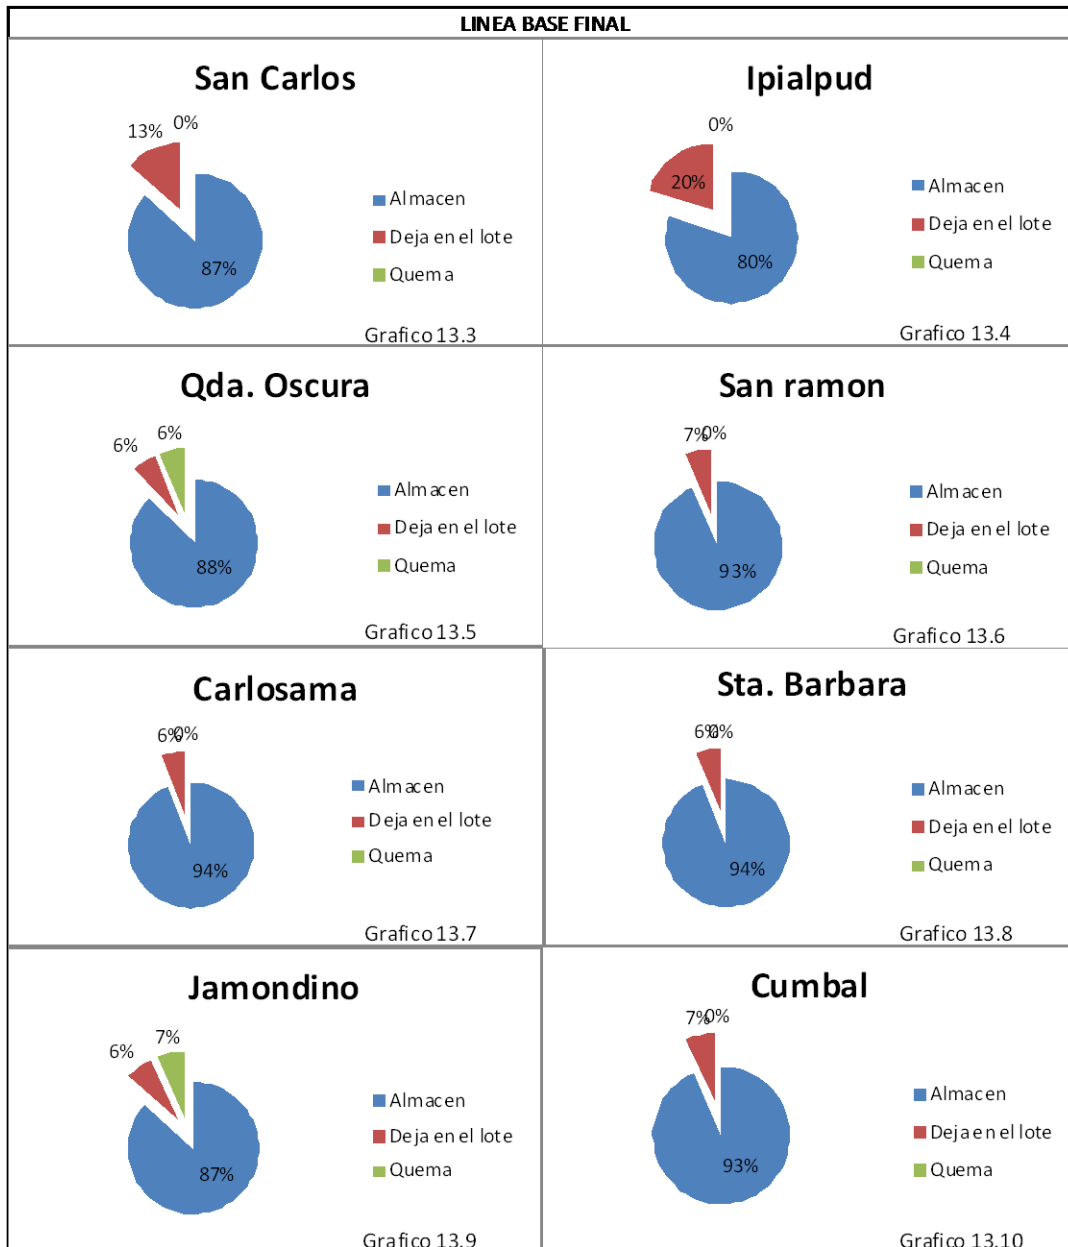 LINEA BASE FINAL
San Carlos
13% 0%
87%
Almacen
Deja en el lote
Quema
Grafico 13.3
Ipialpud
0%
20%
80%
Almacen
Deja en el lote
Quema
Grafico 13.4
Qda. Oscura
6% 6%
88%
Almacen
Deja en el lote
Quema
Grafico 13.5
San ramon
7% 0%
93%
Almacen
Deja en el lote
Quema
Grafico 13.6
Carlosama
6% 0%
94%
Almacen
Deja en el lote
Quema
Grafico 13.7
Sta. Barbara
6% 0%
94%
Almacen
Deja en el lote
Quema
Grafico 13.8
Jamondino
6% 7%
87%
Almacen
Deja en el lote
Quema
Grafico 13.9
Cumbal
7% 0%
93%
Almacen
Deja en el lote
Quema
Grafico 13.10